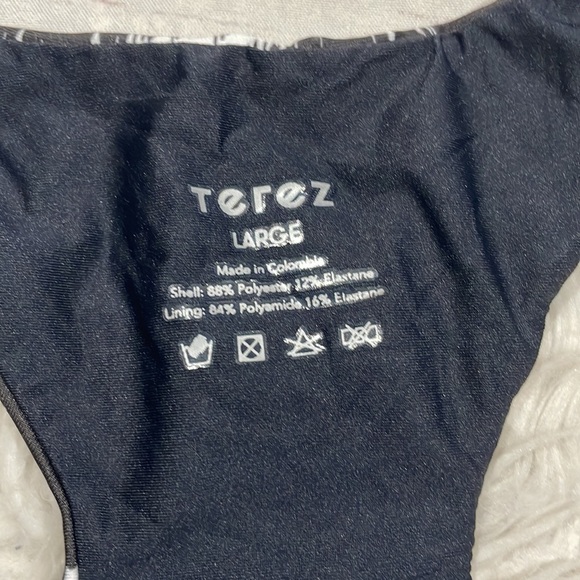 Terez
LARGE
Made in Colombia
Shell: 88% Polyester, 12% Elastane
Lining: 84% Polyamide, 16% Elastane